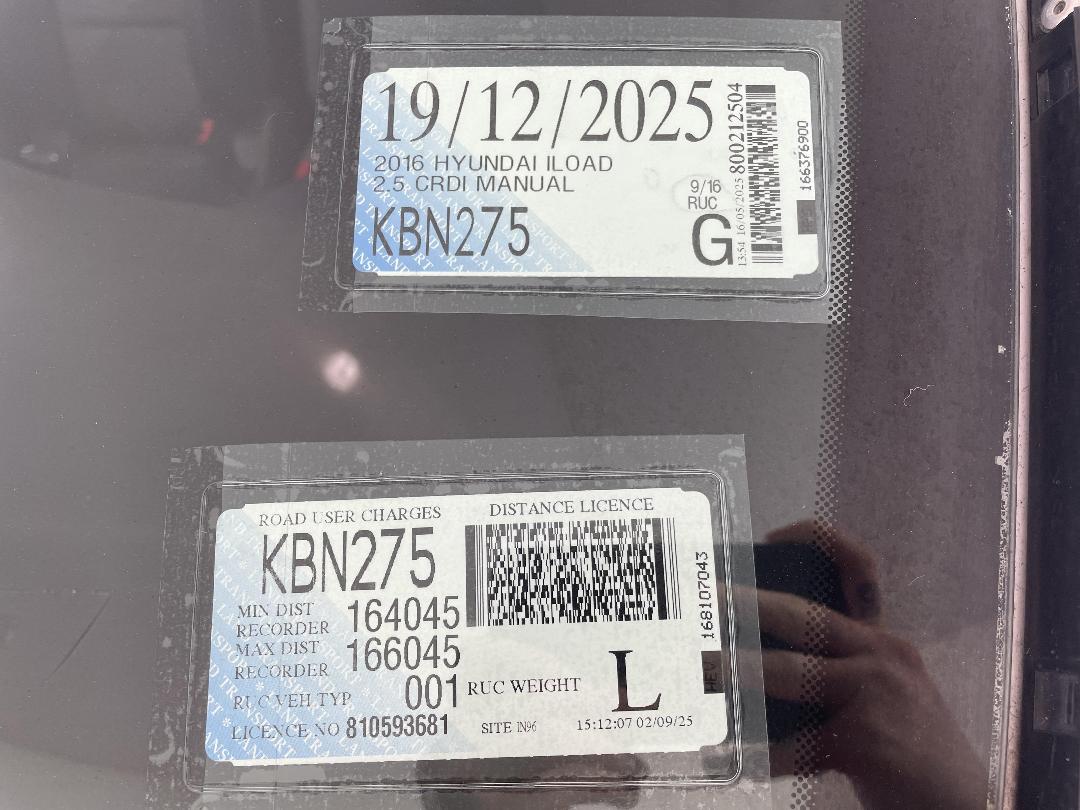 19/12/2025
2016 HYUNDAI ILOAD
2.5 CRDI MANUAL
KBN275
9/16
RUC
G
13:54 16/05/2025
800212504
166376900
ROAD USER CHARGES
DISTANCE LICENCE
KBN275
MIN DIST
RECORDER 164045
MAX DIST
RECORDER 166045
RUC VEH.TYP 001
RUC WEIGHT L
LICENCE NO 810593681
SITE IN96
15:12:07 02/09/25
168107043
HEV